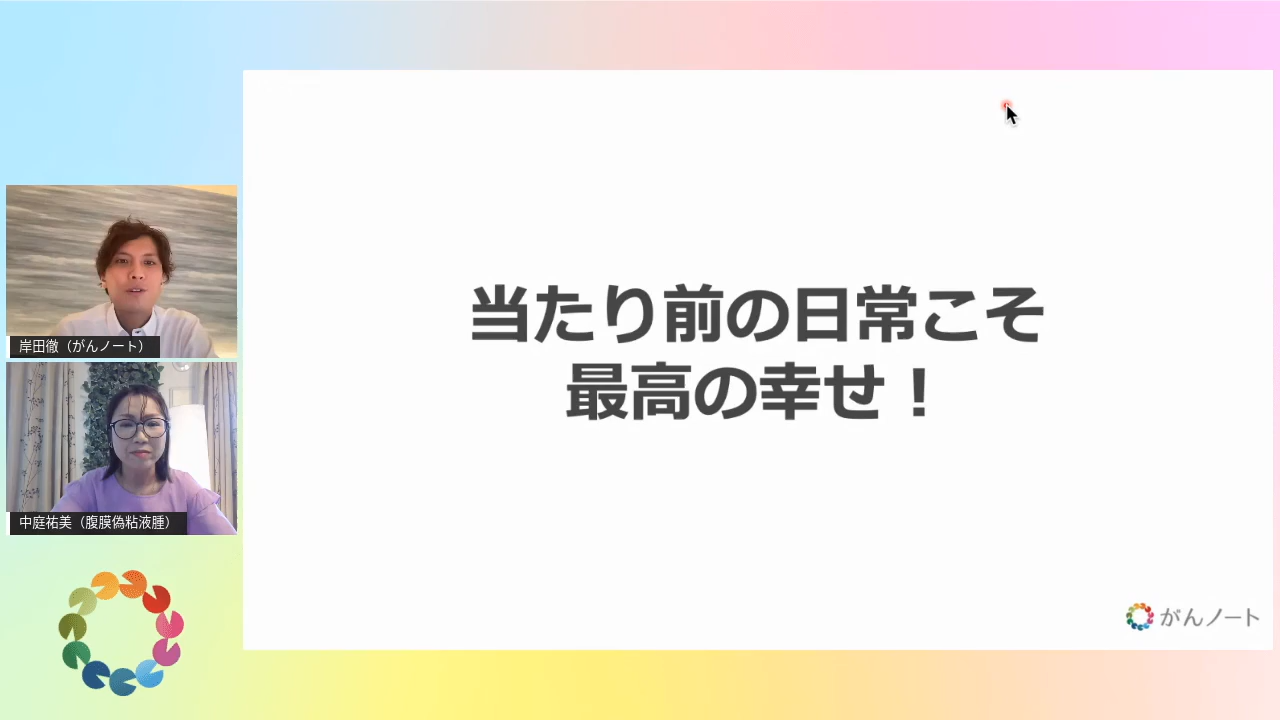 当たり前の日常こそ
最高の幸せ！
岸田徹（がんノート）
中庭祐美（腹膜偽粘液腫）
がんノート